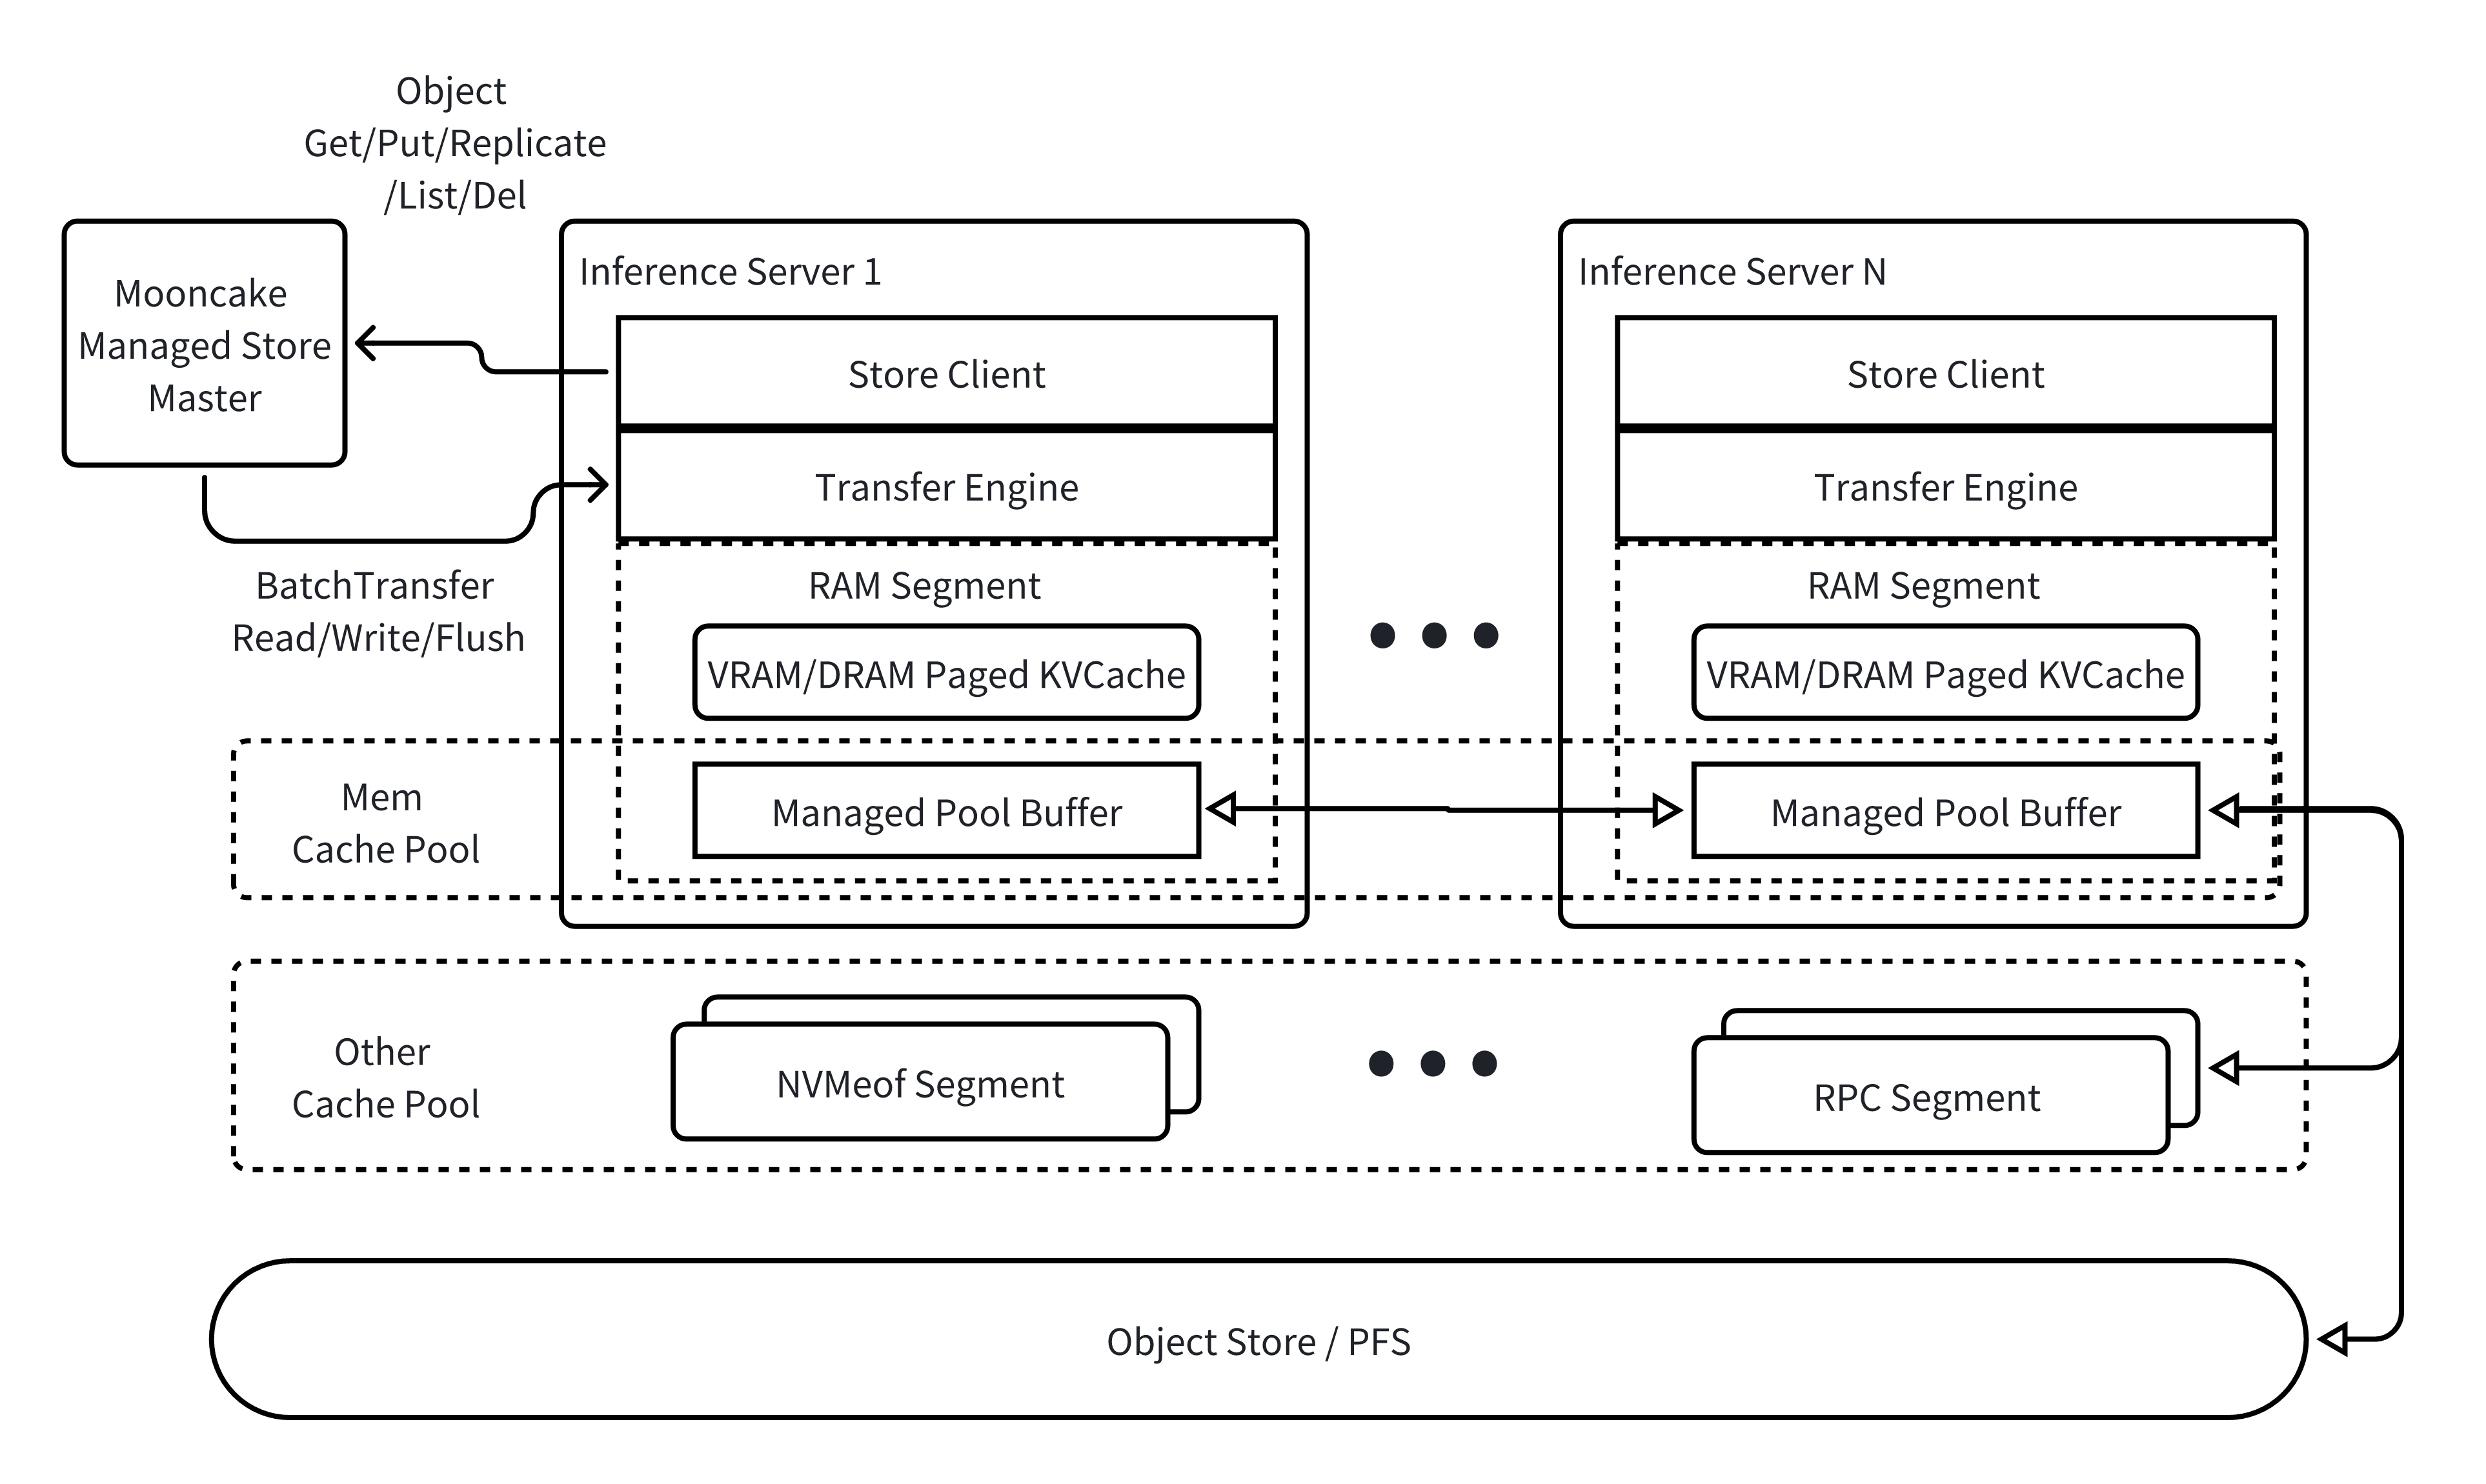 Object
Get/Put/Replicate
/List/Del
Mooncake
Managed Store
Master
BatchTransfer
Read/Write/Flush
Inference Server 1
Store Client
Transfer Engine
RAM Segment
VRAM/DRAM Paged KVCache
Managed Pool Buffer
Inference Server N
Store Client
Transfer Engine
RAM Segment
VRAM/DRAM Paged KVCache
Managed Pool Buffer
Mem
Cache Pool
Other
Cache Pool
NVMeof Segment
RPC Segment
Object Store / PFS